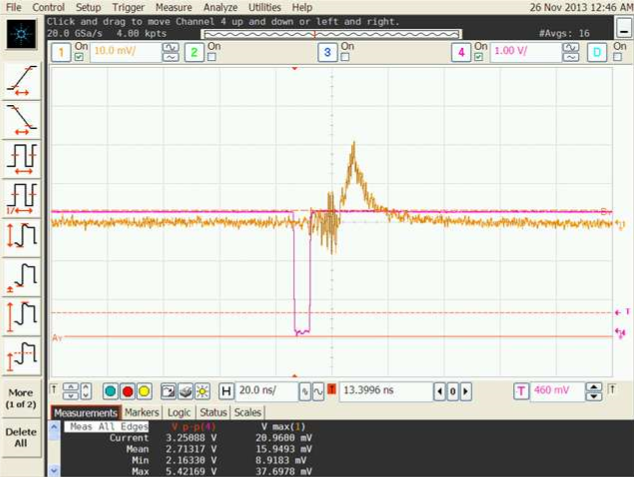 File Control Setup Trigger Measure Analyze Utilities Help 26 Nov 2013 12:46 AM
Click and drag to move Channel 4 up and down or left and right.
20.0 GSa/s 4.00 kpts #Avgs: 16
1 On 10.0 mV/ 2 On 3 On 4 On 1.00 V/ D On
T
Ay
More
(1 of 2)
Delete
All
T H 20.0 ns/ T 13.3996 ns 0 T 460 mV T
Measurements Markers Logic Status Scales
Meas All Edges V p-p(4) V max(1)
Current 3.25088 V 20.9600 mV
Mean 2.71317 V 15.9493 mV
Min 2.16330 V 8.9183 mV
Max 5.42169 V 37.6978 mV